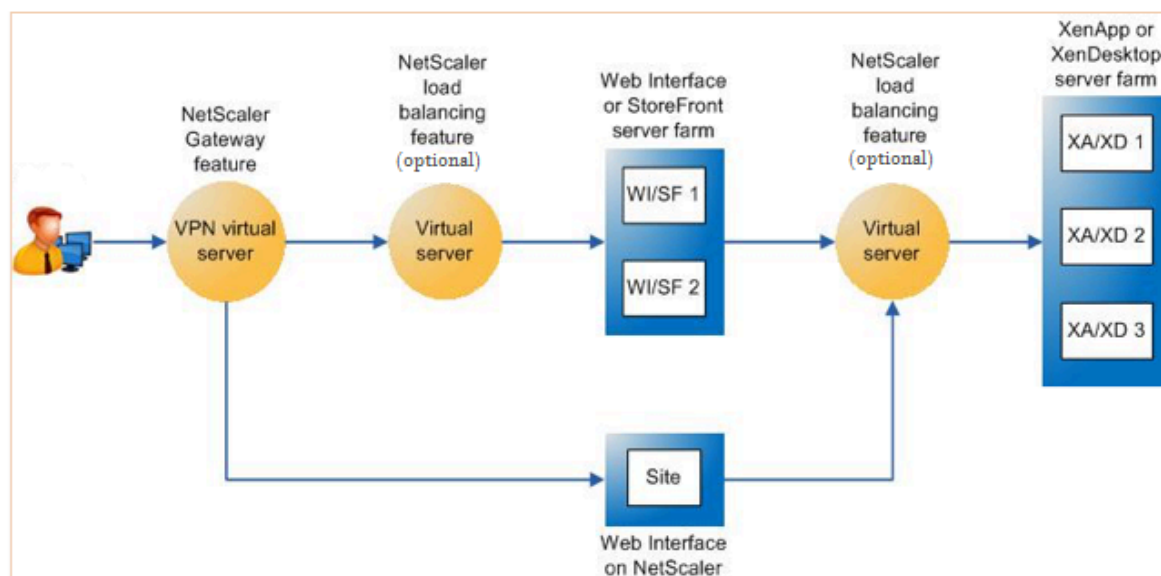 NetScaler
Gateway
feature
VPN virtual
server
NetScaler
load
balancing
feature
(optional)
Virtual
server
Web Interface
or StoreFront
server farm
WI/SF 1
WI/SF 2
Site
Web Interface
on NetScaler
NetScaler
load
balancing
feature
(optional)
Virtual
server
XenApp or
XenDesktop
server farm
XA/XD 1
XA/XD 2
XA/XD 3